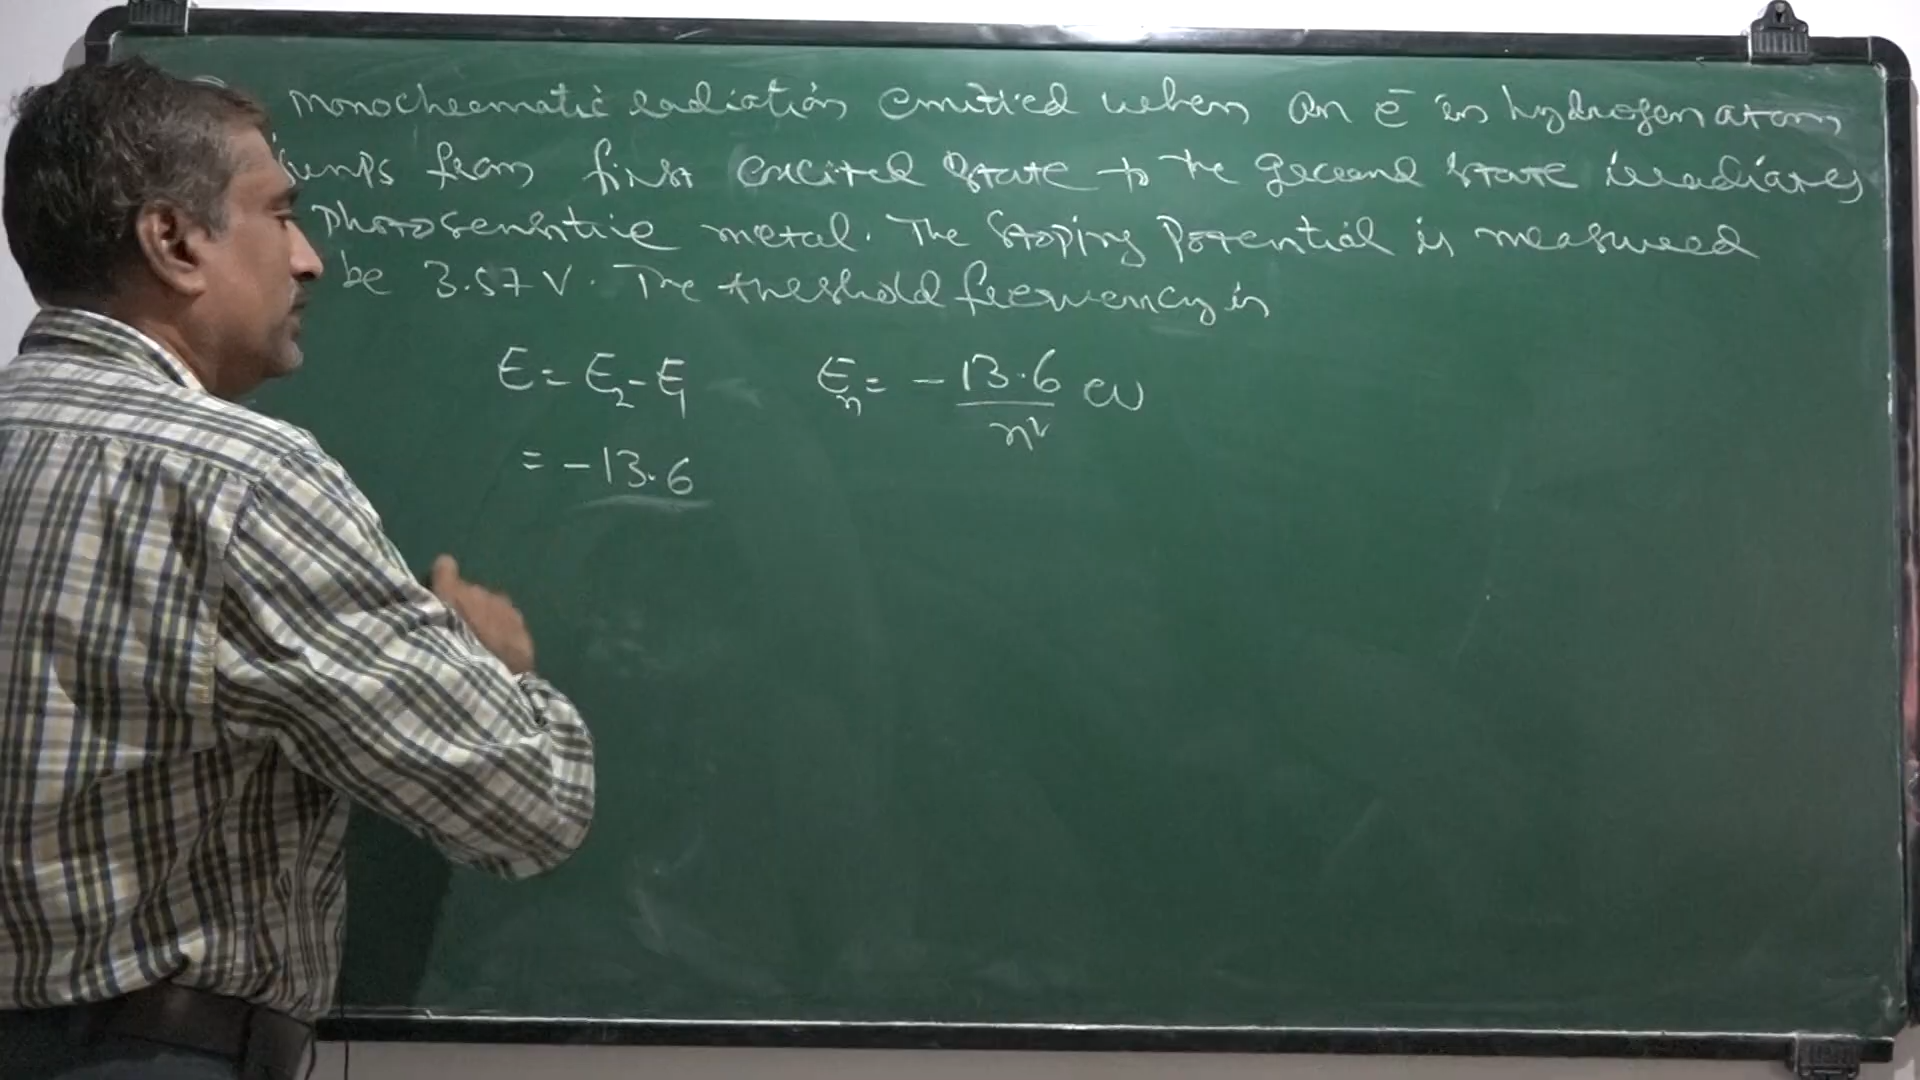 monochromatic radiation emitted when an e⁻ in hydrogen atom
jumps from first excited state to the ground state irradiates
photosensitive metal. The stoping potential is measured
be 3.57 V. The threshold frequency is
E = E₂ - E₁    Eₙ = - 13.6 / n² eV
= - 13.6